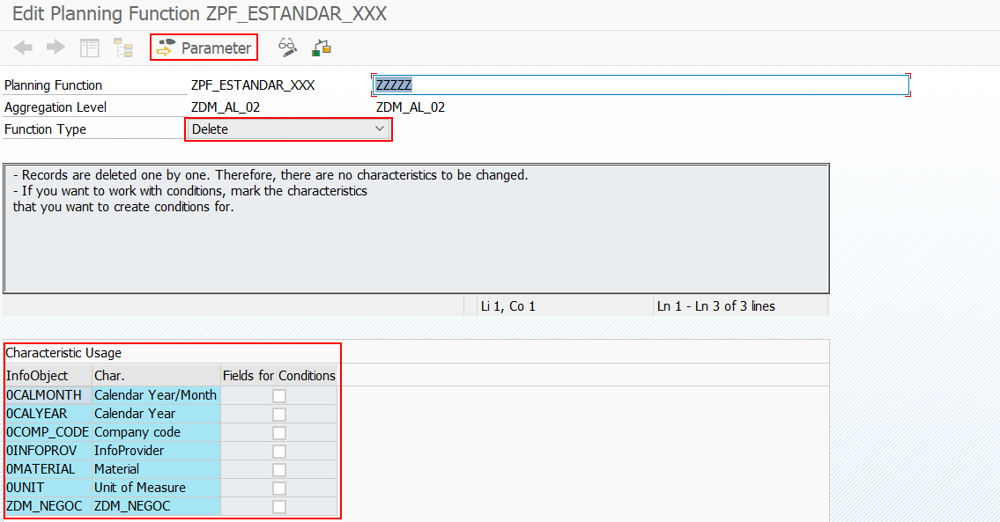 Edit Planning Function ZPF_ESTANDAR_XXX
Parameter
Planning Function ZPF_ESTANDAR_XXX ZZZZZ
Aggregation Level ZDM_AL_02 ZDM_AL_02
Function Type Delete
- Records are deleted one by one. Therefore, there are no characteristics to be changed.
- If you want to work with conditions, mark the characteristics
that you want to create conditions for.
Li 1, Co 1 Ln 1 - Ln 3 of 3 lines
Characteristic Usage
InfoObject Char. Fields for Conditions
0CALMONTH Calendar Year/Month
0CALYEAR Calendar Year
0COMP_CODE Company code
0INFOPROV InfoProvider
0MATERIAL Material
0UNIT Unit of Measure
ZDM_NEGOC ZDM_NEGOC